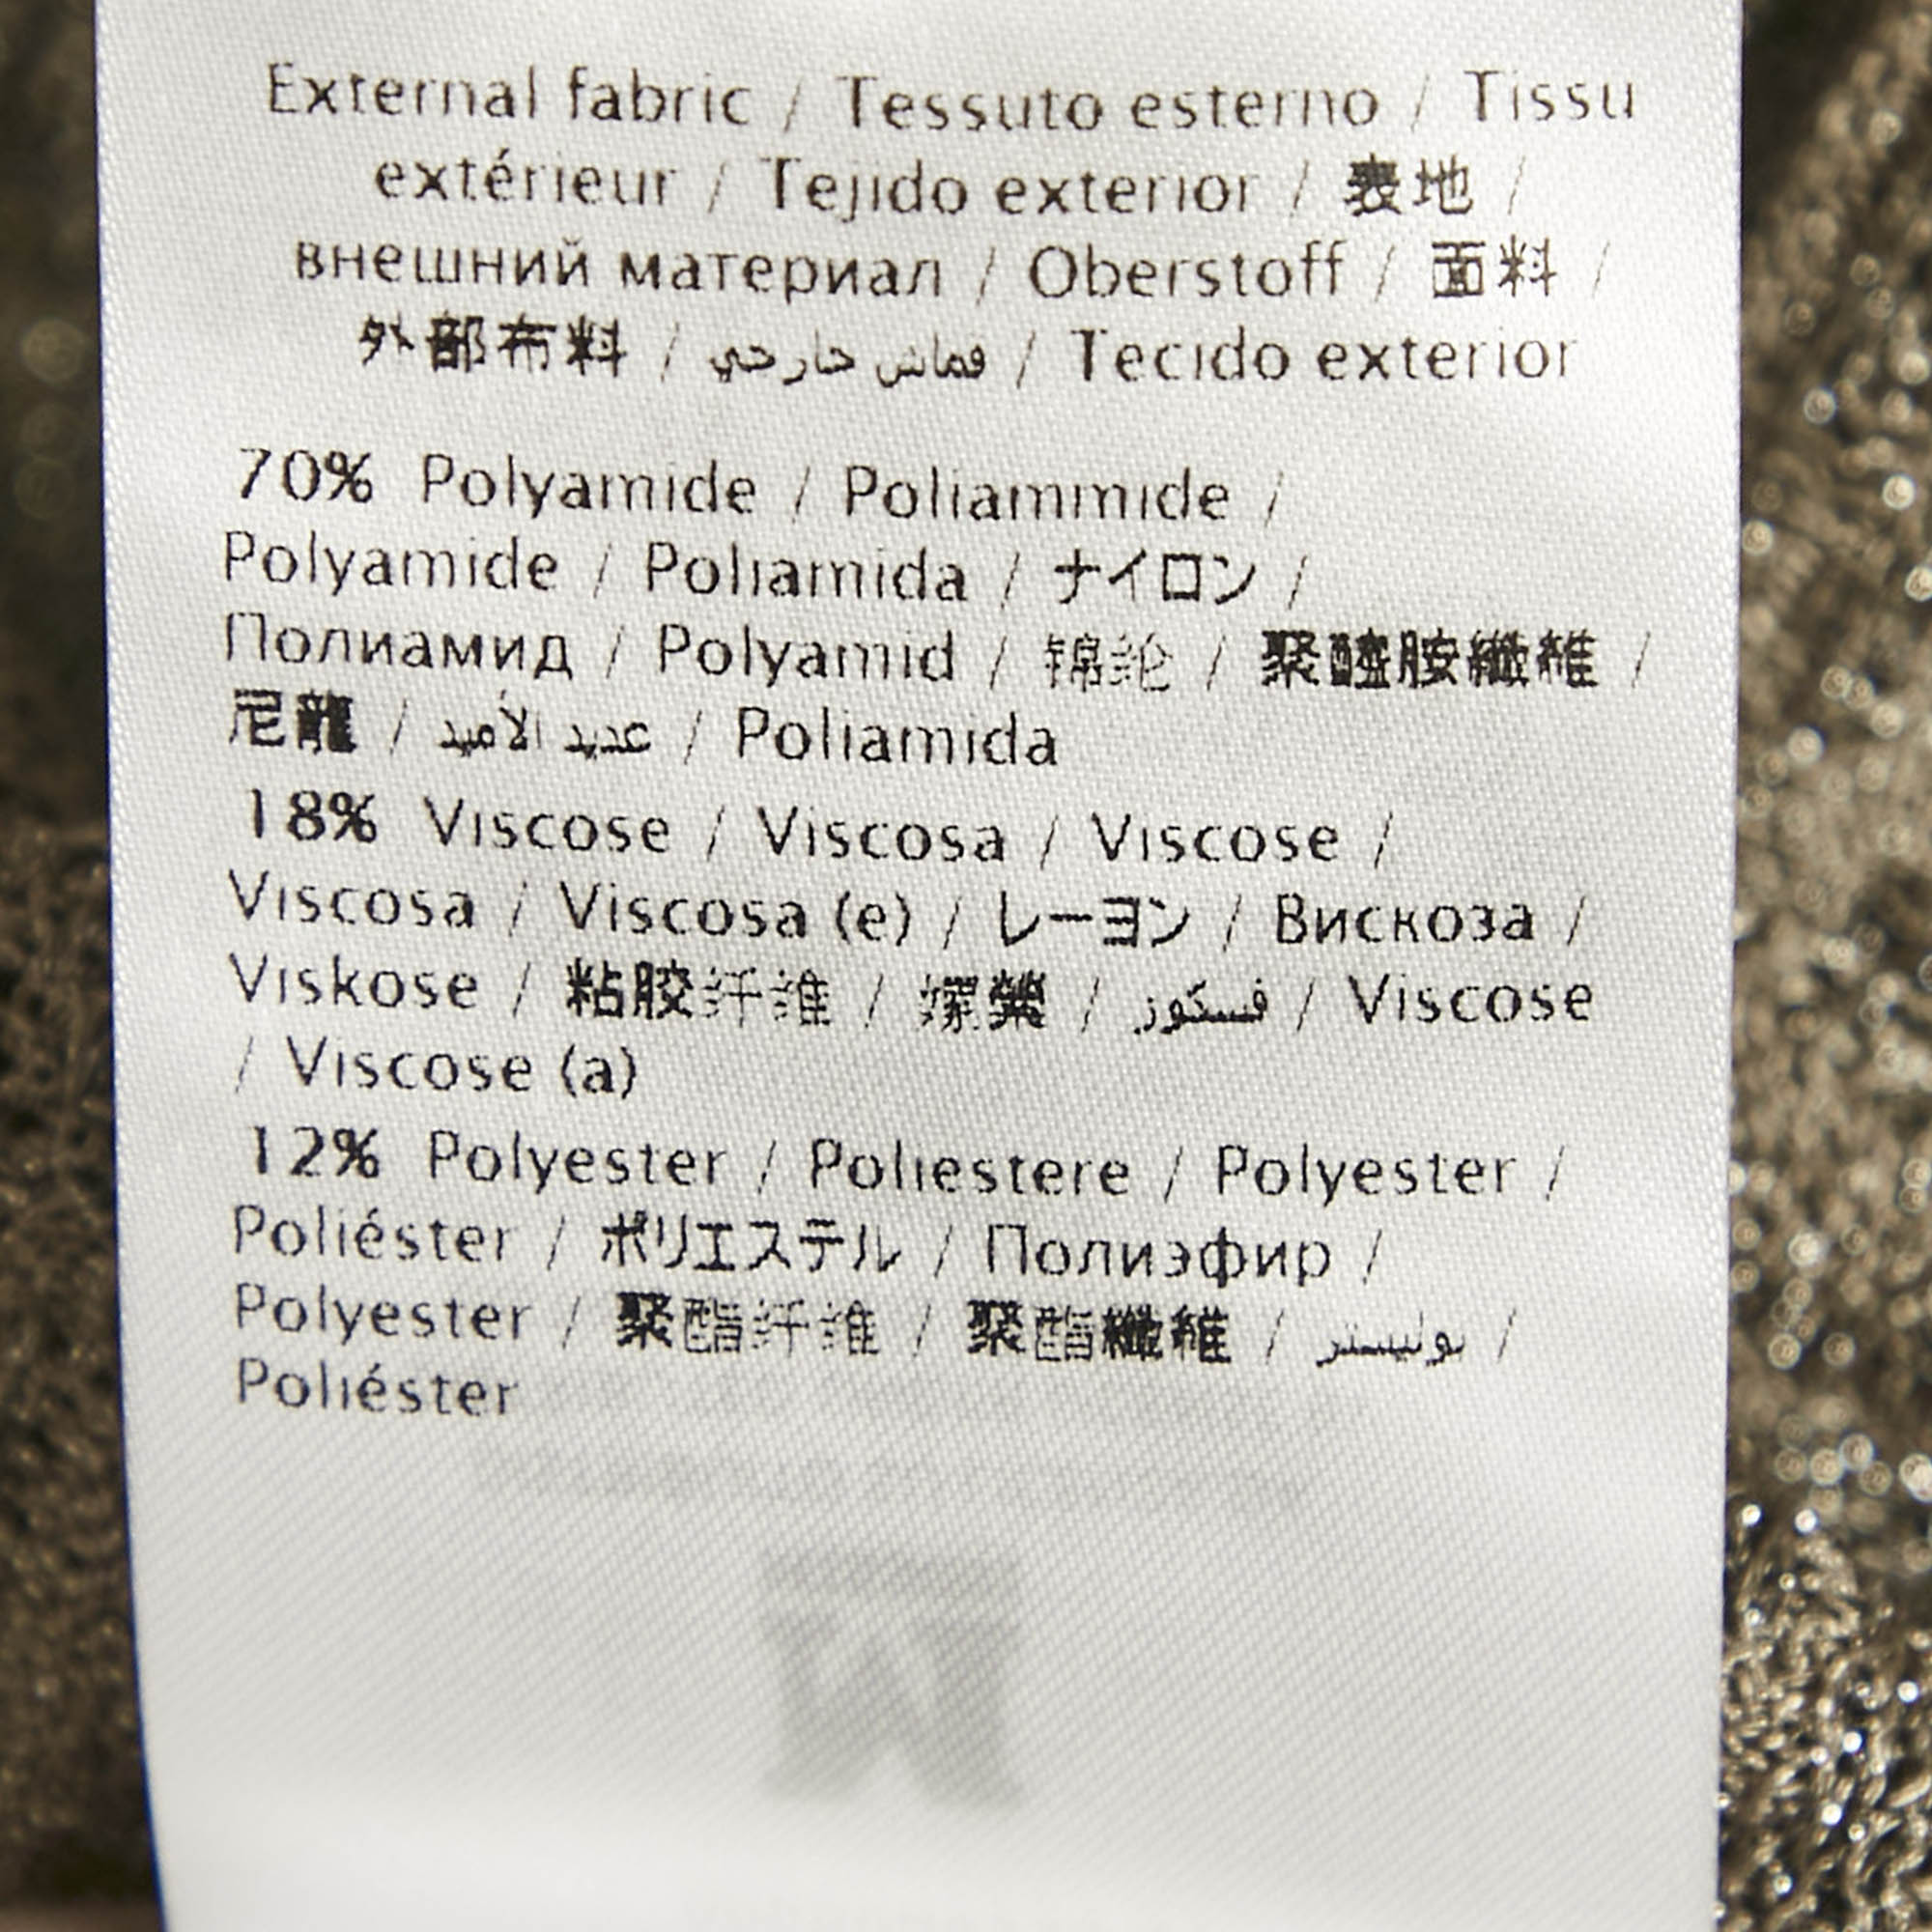 External fabric / Tessuto esterno / Tissu
extérieur / Tejido exterior / 表地 /
внешний материал / Oberstoff / 面料 /
外部布料 / قماش خارجي / Tecido exterior
70% Polyamide / Poliammide /
Polyamide / Poliamida / ナイロン /
Полиамид / Polyamid / 锦纶 / 聚醯胺纖維 /
尼龍 / عديد الأميد / Poliamida
18% Viscose / Viscosa / Viscose /
Viscosa / Viscosa (e) / レーヨン / Вискоза /
Viskose / 粘胶纤维 / 嫘縈 / فسكوز / Viscose
/ Viscose (a)
12% Polyester / Poliestere / Polyester /
Poliéster / ポリエステル / Полиэфир /
Polyester / 聚酯纤维 / 聚酯纖維 / بوليستر /
Poliéster